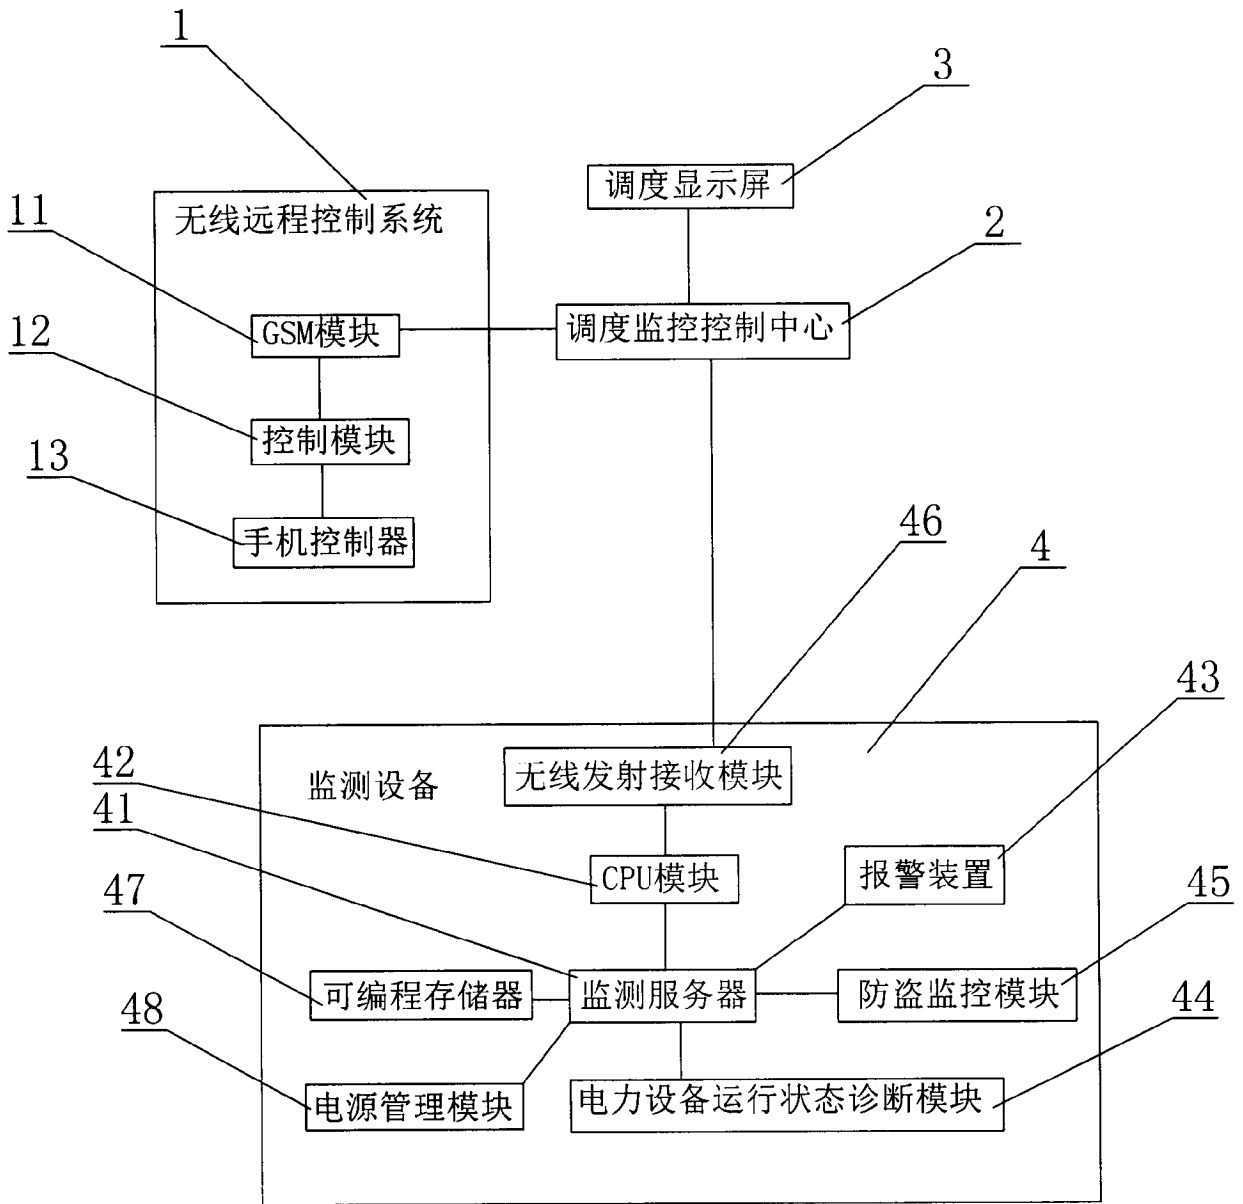 1
3
调度显示屏
11
无线远程控制系统
2
GSM模块
调度监控控制中心
12
控制模块
13
手机控制器
46
4
43
42
监测设备
无线发射接收模块
41
CPU模块
报警装置
47
45
可编程存储器
监测服务器
防盗监控模块
48
44
电源管理模块
电力设备运行状态诊断模块